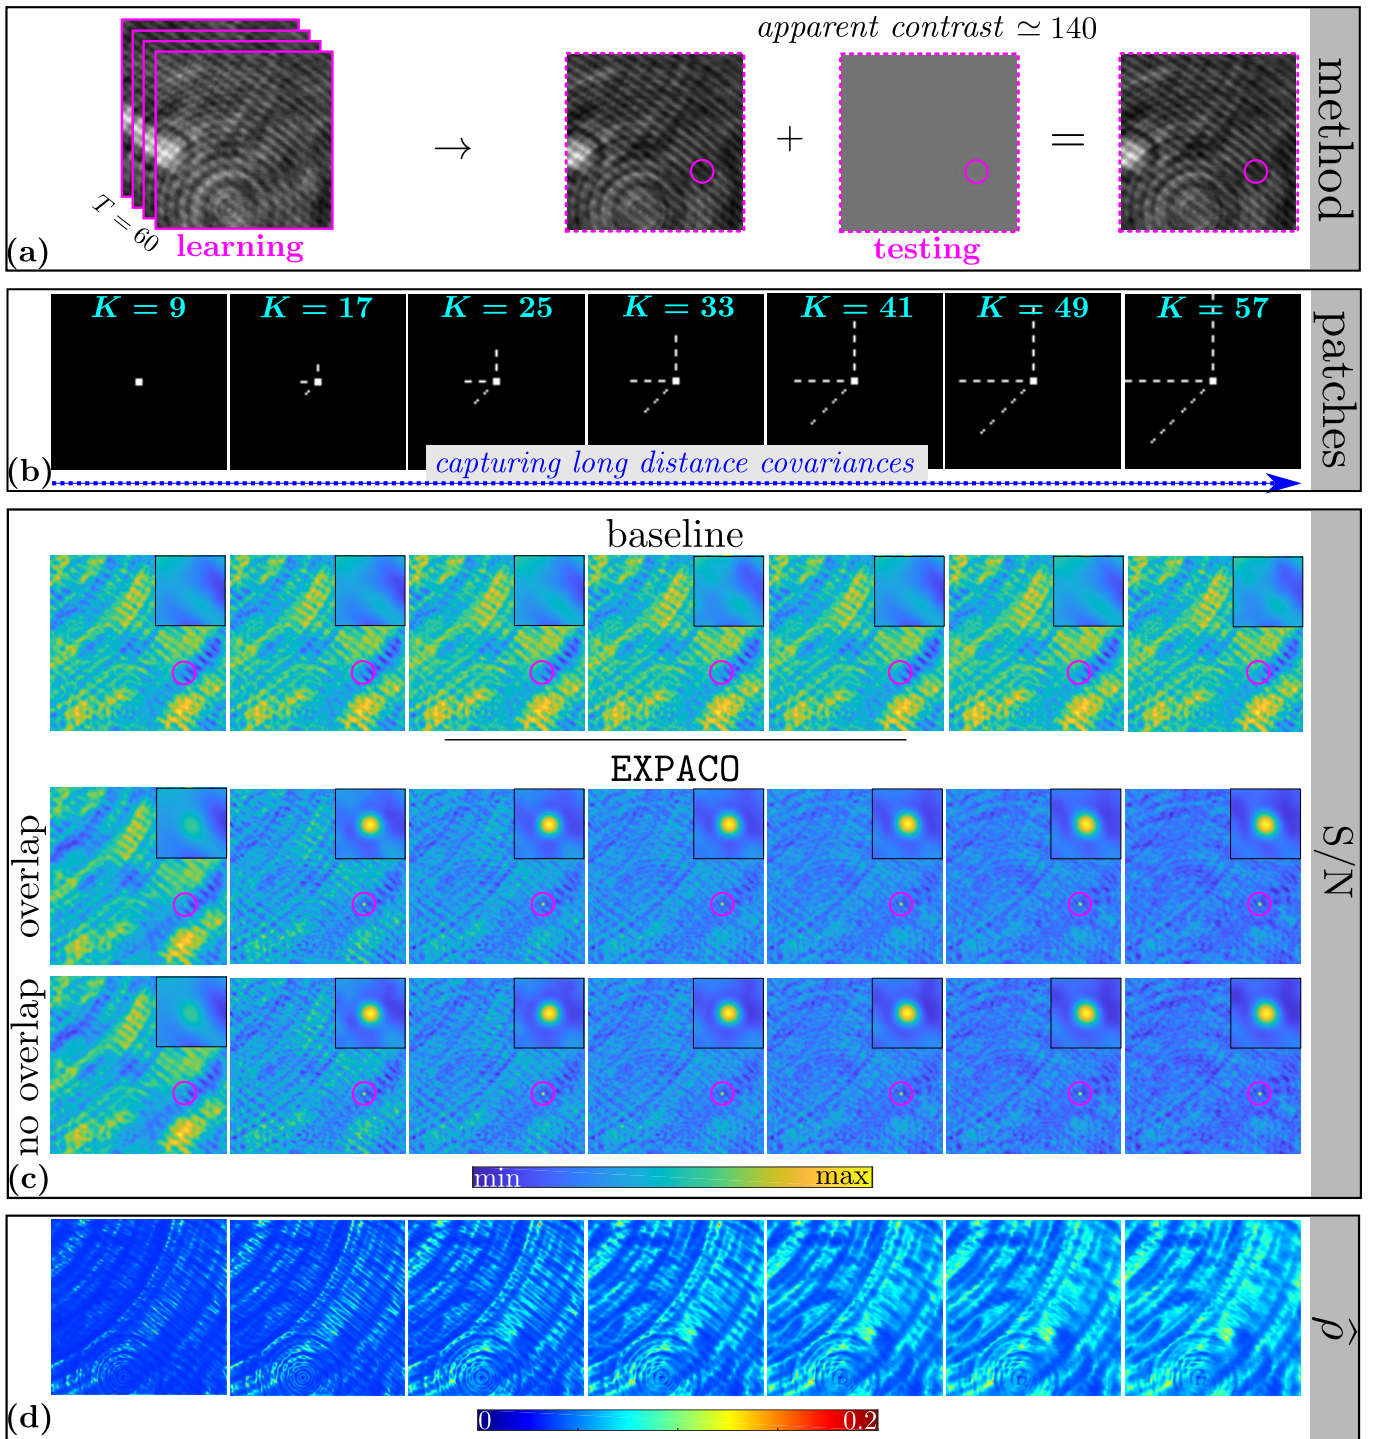 apparent contrast ≃ 140
method
+
=
→
T = 60
learning
testing
(a)
K = 9
K = 17
K = 25
K = 33
K = 41
K = 49
K = 57
patches
capturing long distance covariances
(b)
baseline
EXPACO
overlap
no overlap
S/N
min
max
(c)
ρ̂
0
0.2
(d)